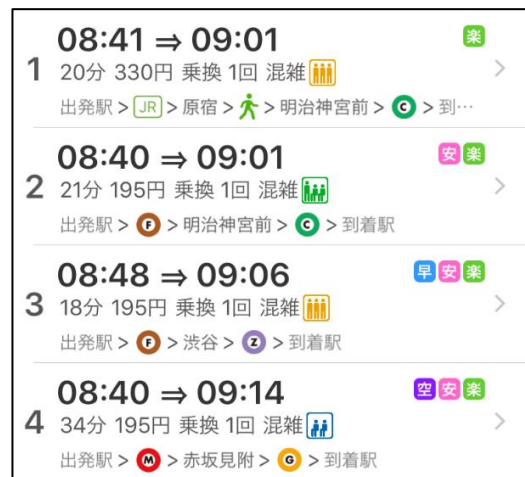 08:41 ⇒ 09:01 楽
1 20分 330円 乗換 1回 混雑
出発駅 > JR > 原宿 > > 明治神宮前 > C > 到…
08:40 ⇒ 09:01 安 楽
2 21分 195円 乗換 1回 混雑
出発駅 > F > 明治神宮前 > C > 到着駅
08:48 ⇒ 09:06 早 安 楽
3 18分 195円 乗換 1回 混雑
出発駅 > F > 渋谷 > Z > 到着駅
08:40 ⇒ 09:14 空 安 楽
4 34分 195円 乗換 1回 混雑
出発駅 > M > 赤坂見附 > G > 到着駅